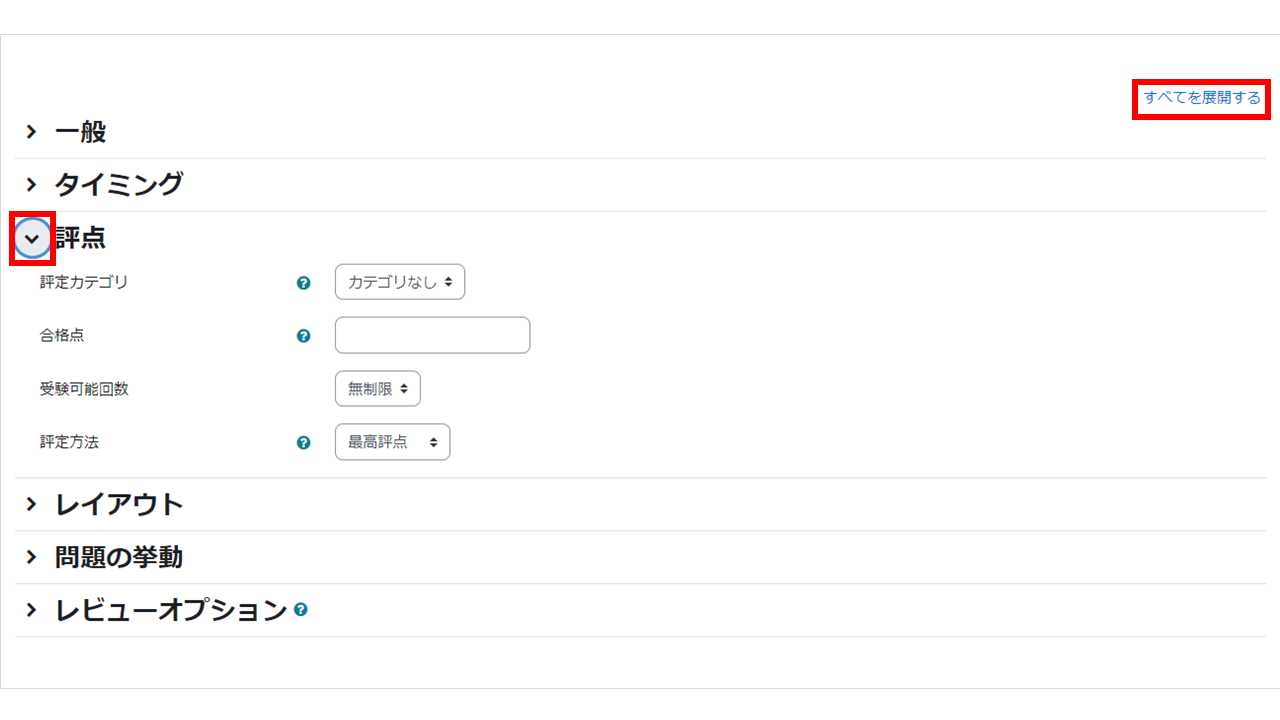 すべてを展開する
一般
タイミング
評点
評定カテゴリ カテゴリなし
合格点
受験可能回数 無制限
評定方法 最高評点
レイアウト
問題の挙動
レビューオプション